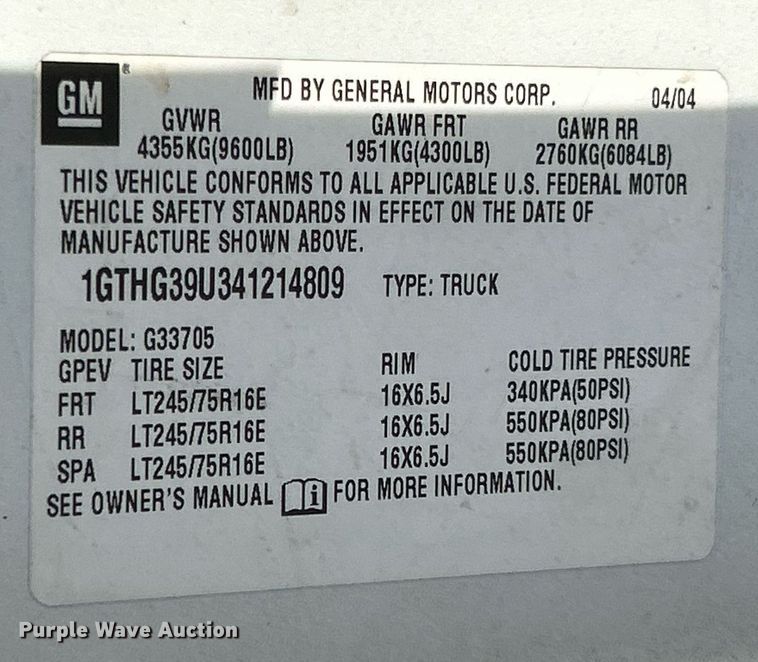 GM ® MFD BY GENERAL MOTORS CORP. 04/04
GVWR GAWR FRT GAWR RR
4355KG(9600LB) 1951KG(4300LB) 2760KG(6084LB)
THIS VEHICLE CONFORMS TO ALL APPLICABLE U.S. FEDERAL MOTOR
VEHICLE SAFETY STANDARDS IN EFFECT ON THE DATE OF
MANUFACTURE SHOWN ABOVE.
1GTHG39U341214809 TYPE: TRUCK
MODEL: G33705
GPEV TIRE SIZE RIM COLD TIRE PRESSURE
FRT LT245/75R16E 16X6.5J 340KPA(50PSI)
RR LT245/75R16E 16X6.5J 550KPA(80PSI)
SPA LT245/75R16E 16X6.5J 550KPA(80PSI)
SEE OWNER'S MANUAL i FOR MORE INFORMATION.
Purple Wave Auction